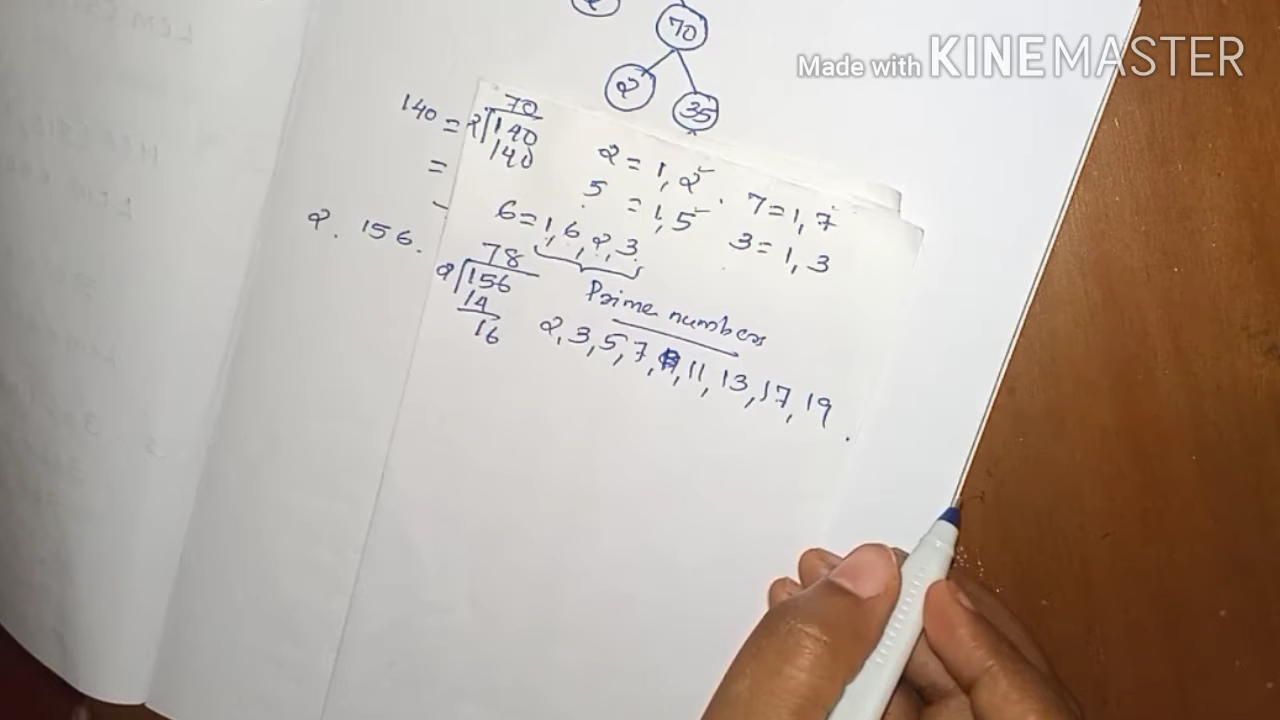 Made with KINEMASTER
2
70
2 35
140 = 2 140 70
140
=
2 = 1, 2
5 = 1, 5
7 = 1, 7
3 = 1, 3
6 = 1, 6, 2, 3
2. 156.
78
2 156
14
16
Prime numbers
2, 3, 5, 7, 11, 13, 17, 19.